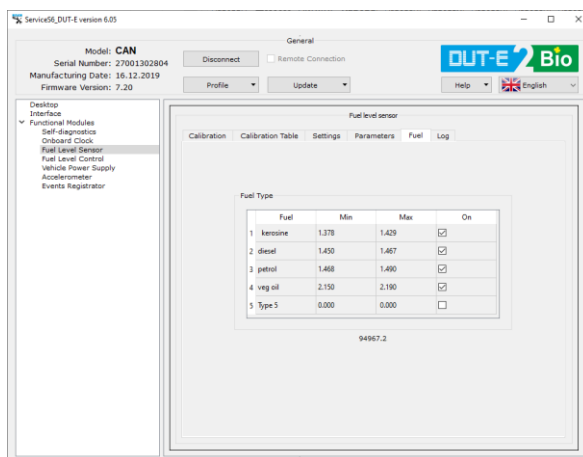 ServiceS6_DUT-E version 6.05
General
Model: CAN
Serial Number: 27001302804
Manufacturing Date: 16.12.2019
Firmware Version: 7.20
Disconnect
Remote Connection
Profile
Update
DUT-E 2 Bio
Help
English
Desktop
Interface
Functional Modules
Self-diagnostics
Onboard Clock
Fuel Level Sensor
Fuel Level Control
Vehicle Power Supply
Accelerometer
Events Registrator
Fuel level sensor
Calibration Calibration Table Settings Parameters Fuel Log
Fuel Type
Fuel Min Max On
1 kerosine 1.378 1.429
2 diesel 1.450 1.467
3 petrol 1.468 1.490
4 veg oil 2.150 2.190
5 Type 5 0.000 0.000
94967.2